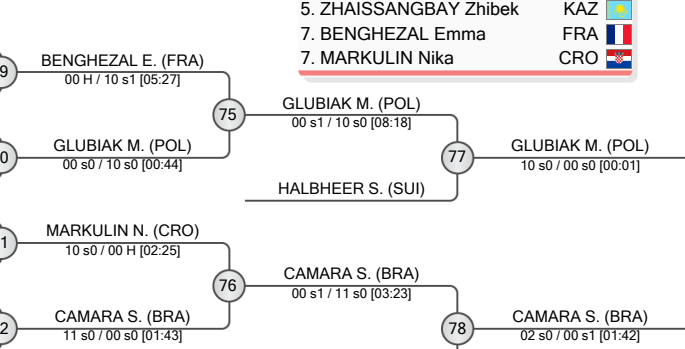 5. ZHAISSANGBAY Zhibek KAZ
7. BENGHEZAL Emma FRA
7. MARKULIN Nika CRO
9
BENGHEZAL E. (FRA)
00 H / 10 s1 [05:27]
75
GLUBIAK M. (POL)
00 s1 / 10 s0 [08:18]
0
GLUBIAK M. (POL)
00 s0 / 10 s0 [00:44]
77
GLUBIAK M. (POL)
10 s0 / 00 s0 [00:01]
HALBHEER S. (SUI)
1
MARKULIN N. (CRO)
10 s0 / 00 H [02:25]
76
CAMARA S. (BRA)
00 s1 / 11 s0 [03:23]
2
CAMARA S. (BRA)
11 s0 / 00 s0 [01:43]
78
CAMARA S. (BRA)
02 s0 / 00 s1 [01:42]